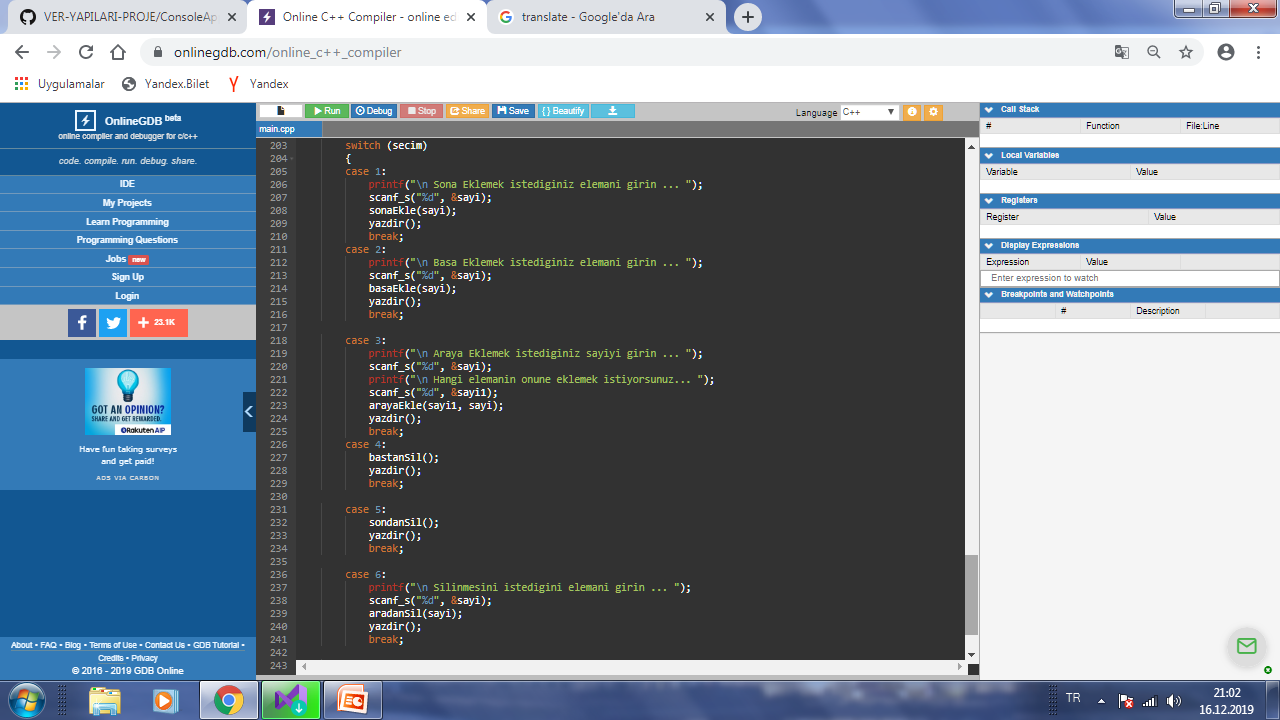 VER-YAPILARI-PROJE/ConsoleAp
Online C++ Compiler - online ed
translate - Google'da Ara
onlinegdb.com/online_c++_compiler
Uygulamalar
Yandex.Bilet
Yandex
OnlineGDB beta
online compiler and debugger for c/c++
code. compile. run. debug. share.
IDE
My Projects
Learn Programming
Programming Questions
Jobs new
Sign Up
Login
23.1K
GOT AN OPINION?
SHARE AND GET REWARDED.
Rakuten AIP
Have fun taking surveys
and get paid!
ADS VIA CARBON
About • FAQ • Blog • Terms of Use • Contact Us • GDB Tutorial •
Credits • Privacy
© 2016 - 2019 GDB Online
Run Debug Stop Share Save { } Beautify
Language C++
main.cpp
203 switch (secim)
204 {
205 case 1:
206 printf("\n Sona Eklemek istediginiz elemani girin ... ");
207 scanf_s("%d", &sayi);
208 sonaEkle(sayi);
209 yazdir();
210 break;
211 case 2:
212 printf("\n Basa Eklemek istediginiz elemani girin ... ");
213 scanf_s("%d", &sayi);
214 basaEkle(sayi);
215 yazdir();
216 break;
217
218 case 3:
219 printf("\n Araya Eklemek istediginiz sayiyi girin ... ");
220 scanf_s("%d", &sayi);
221 printf("\n Hangi elemanin onune eklemek istiyorsunuz... ");
222 scanf_s("%d", &sayi1);
223 arayaEkle(sayi1, sayi);
224 yazdir();
225 break;
226 case 4:
227 bastanSil();
228 yazdir();
229 break;
230
231 case 5:
232 sondanSil();
233 yazdir();
234 break;
235
236 case 6:
237 printf("\n Silinmesini istedigini elemani girin ... ");
238 scanf_s("%d", &sayi);
239 aradanSil(sayi);
240 yazdir();
241 break;
242
243
Call Stack
# Function File:Line
Local Variables
Variable Value
Registers
Register Value
Display Expressions
Expression Value
Enter expression to watch
Breakpoints and Watchpoints
# Description
TR
21:02
16.12.2019